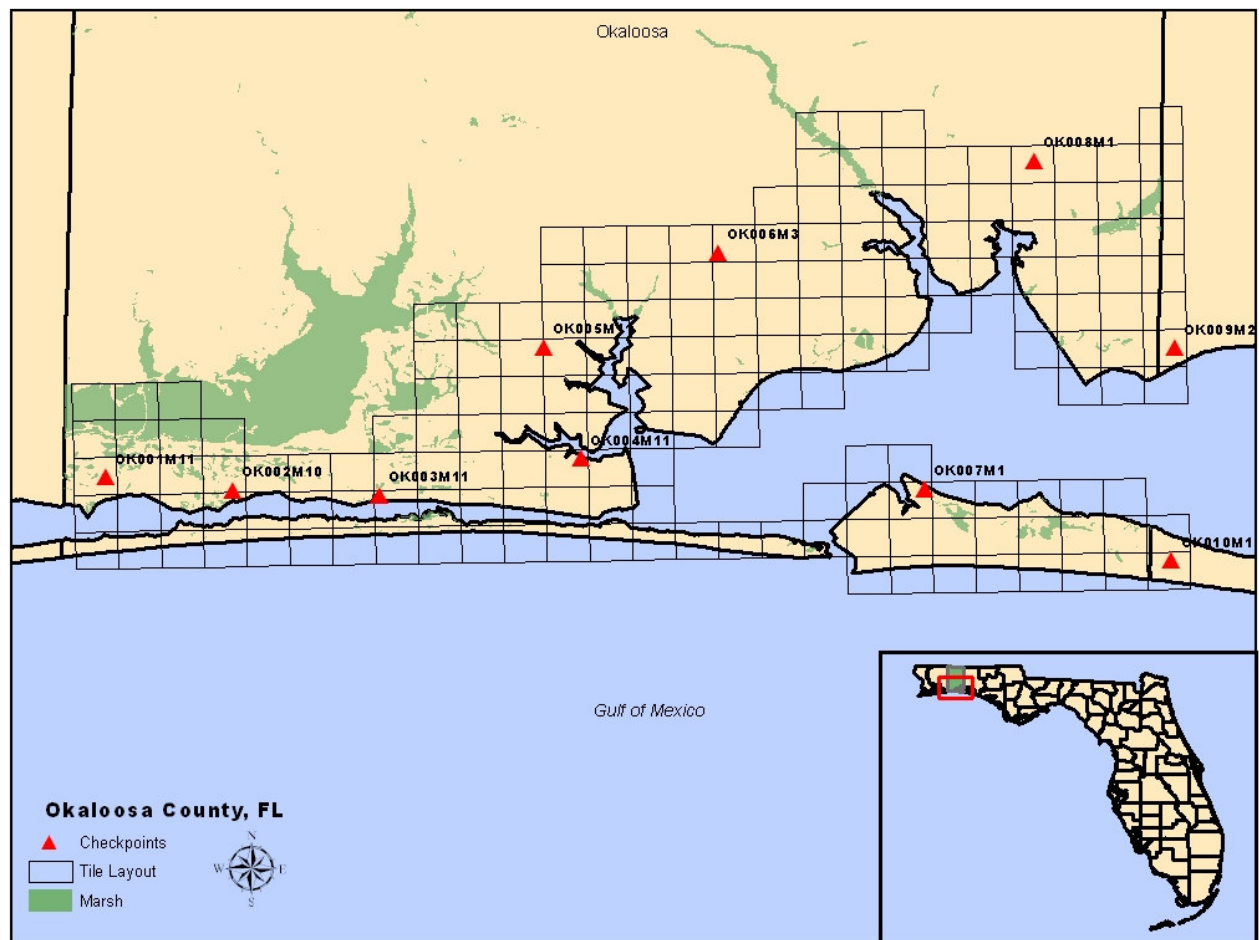 Okaloosa
OK008M1
OK006M3
OK005M11
OK009M2
OK004M11
OK001M11
OK002M10
OK003M11
OK007M1
OK010M1
Gulf of Mexico
Okaloosa County, FL
Checkpoints
Tile Layout
Marsh
N
W E
S